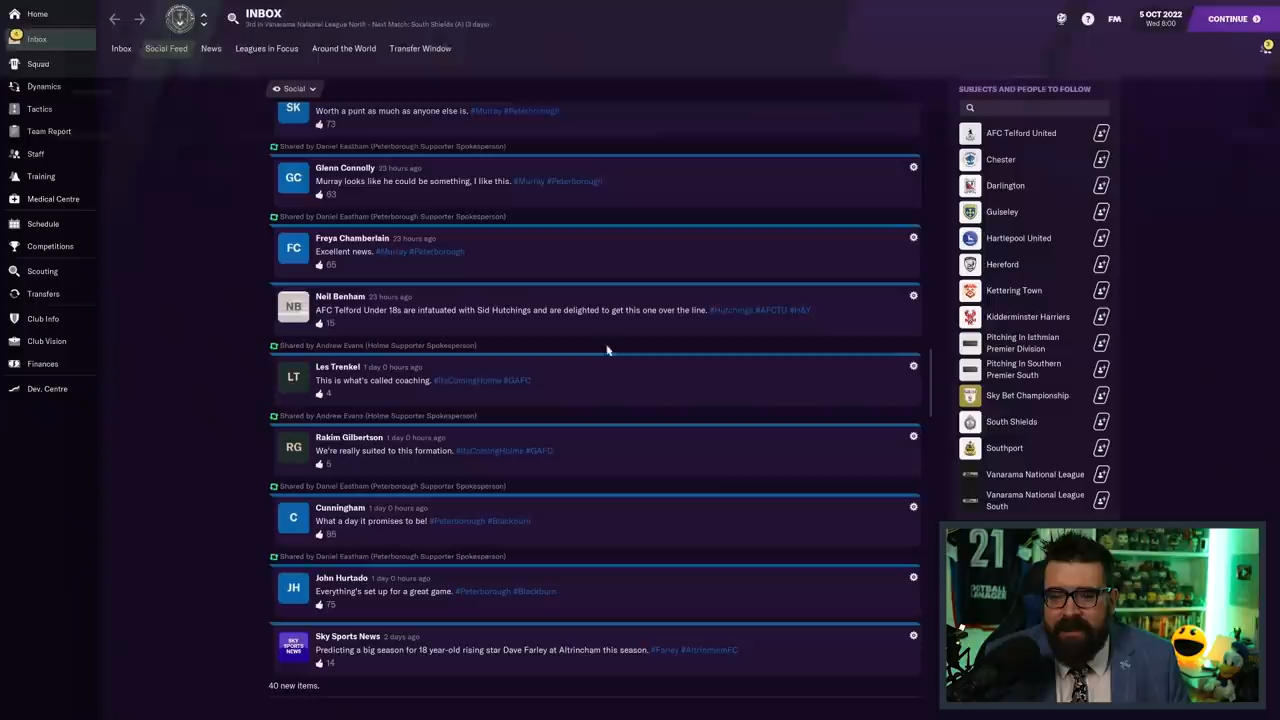 Home
INBOX
3rd in Vanarama National League North - Next Match: South Shields (A) (3 days)
FM
5 OCT 2022
Wed 8:00
CONTINUE
Inbox
Squad
Dynamics
Tactics
Team Report
Staff
Training
Medical Centre
Schedule
Competitions
Scouting
Transfers
Club Info
Club Vision
Finances
Dev. Centre
Inbox
Social Feed
News
Leagues in Focus
Around the World
Transfer Window
Social
SK
Worth a punt as much as anyone else is. #Murray #Peterborough
73
Shared by Daniel Eastham (Peterborough Supporter Spokesperson)
GC
Glenn Connolly 23 hours ago
Murray looks like he could be something, I like this. #Murray #Peterborough
63
Shared by Daniel Eastham (Peterborough Supporter Spokesperson)
FC
Freya Chamberlain 23 hours ago
Excellent news. #Murray #Peterborough
65
NB
Neil Benham 23 hours ago
AFC Telford Under 18s are infatuated with Sid Hutchings and are delighted to get this one over the line. #Hutchings #AFCTU #H&Y
15
Shared by Andrew Evans (Holme Supporter Spokesperson)
LT
Les Trenkel 1 day 0 hours ago
This is what's called coaching. #ItsComingHolme #GAFC
4
Shared by Andrew Evans (Holme Supporter Spokesperson)
RG
Rakim Gilbertson 1 day 0 hours ago
We're really suited to this formation. #ItsComingHolme #GAFC
5
Shared by Daniel Eastham (Peterborough Supporter Spokesperson)
C
Cunningham 1 day 0 hours ago
What a day it promises to be! #Peterborough #Blackburn
Shared by Daniel Eastham (Peterborough Supporter Spokesperson)
JH
John Hurtado 1 day 0 hours ago
Everything's set up for a great game. #Peterborough #Blackburn
75
SKY SPORTS NEWS
Sky Sports News 2 days ago
Predicting a big season for 18 year-old rising star Dave Farley at Altrincham this season. #Farley #AltrinchamFC
14
40 new items.
SUBJECTS AND PEOPLE TO FOLLOW
AFC Telford United
Chester
Darlington
Guiseley
Hartlepool United
Hereford
Kettering Town
Kidderminster Harriers
Pitching In Isthmian
Premier Division
Pitching In Southern
Premier South
Sky Bet Championship
South Shields
Southport
Vanarama National League
Vanarama National League
South
21
FOOTBALL
MANAGER